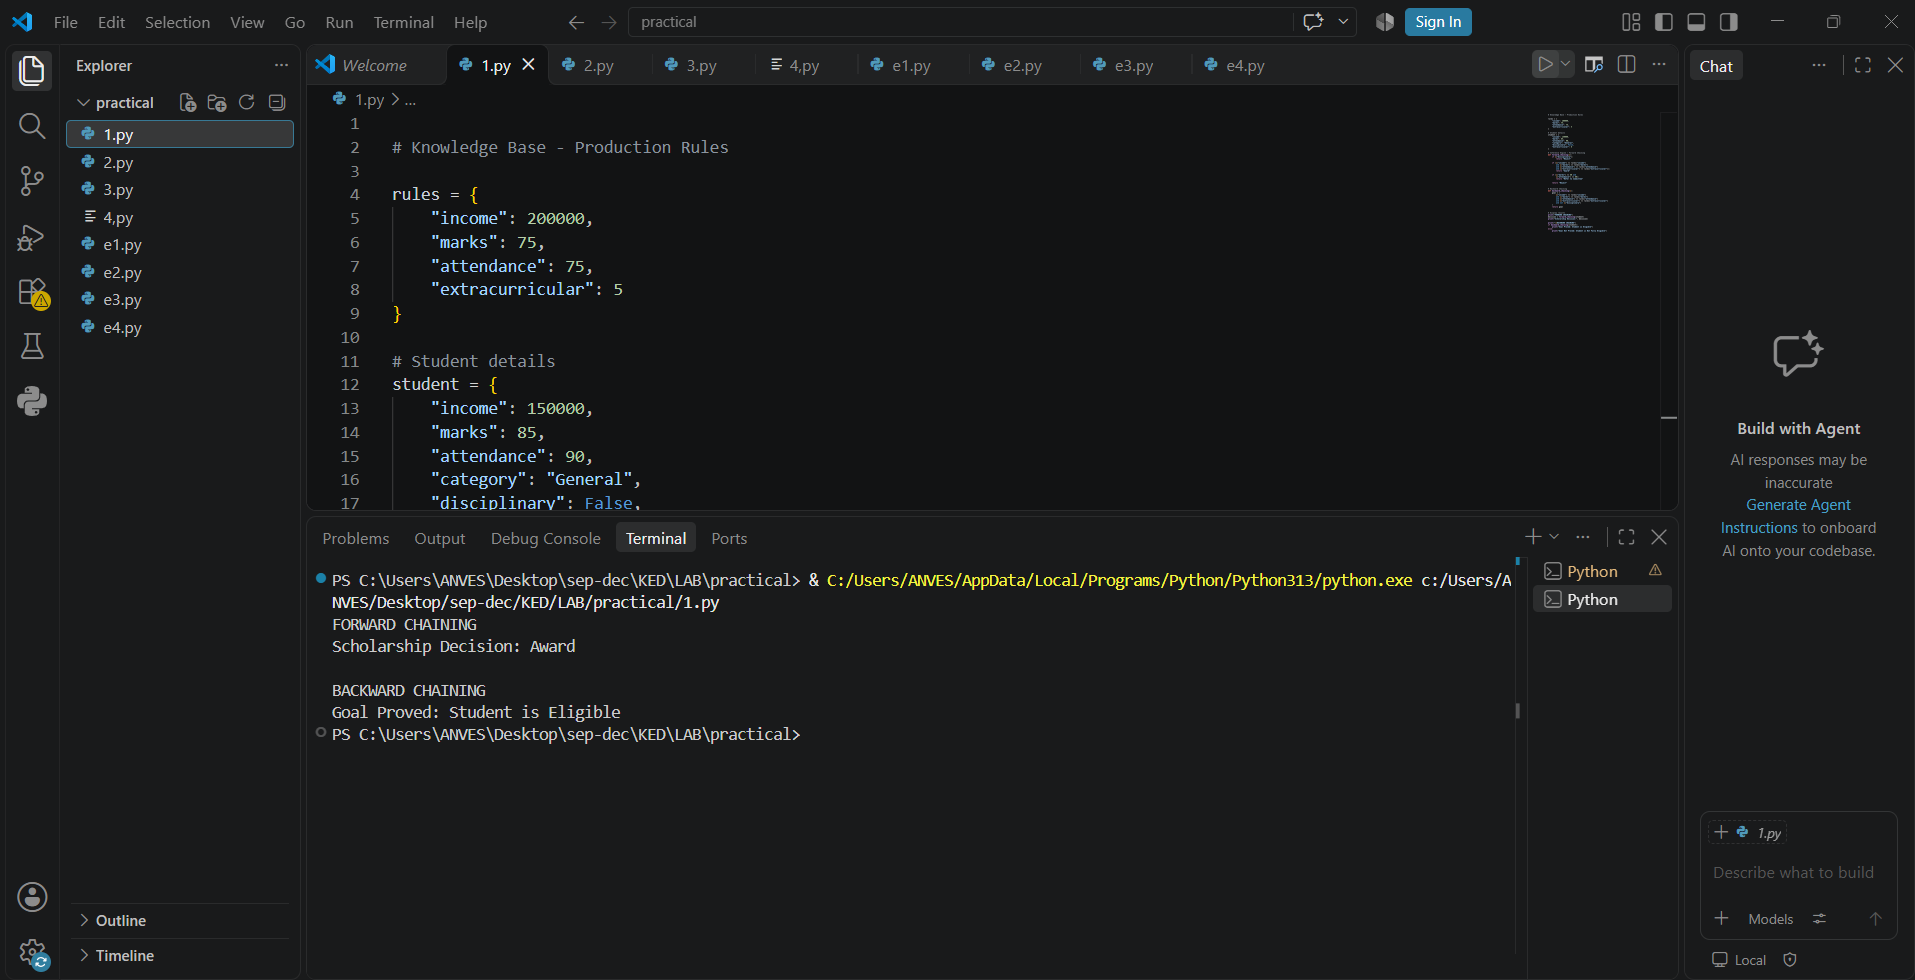 File Edit Selection View Go Run Terminal Help
practical
Sign In
Explorer
practical
1.py
2.py
3.py
4,py
e1.py
e2.py
e3.py
e4.py
Outline
Timeline
Welcome 1.py 2.py 3.py 4,py e1.py e2.py e3.py e4.py
1.py > ...
1
2 # Knowledge Base - Production Rules
3
4 rules = {
5 "income": 200000,
6 "marks": 75,
7 "attendance": 75,
8 "extracurricular": 5
9 }
10
11 # Student details
12 student = {
13 "income": 150000,
14 "marks": 85,
15 "attendance": 90,
16 "category": "General",
17 "disciplinary": False,
Problems Output Debug Console Terminal Ports
PS C:\Users\ANVES\Desktop\sep-dec\KED\LAB\practical> & C:/Users/ANVES/AppData/Local/Programs/Python/Python313/python.exe c:/Users/A
NVES/Desktop/sep-dec/KED/LAB/practical/1.py
FORWARD CHAINING
Scholarship Decision: Award
BACKWARD CHAINING
Goal Proved: Student is Eligible
PS C:\Users\ANVES\Desktop\sep-dec\KED\LAB\practical>
Python
Python
Chat
Build with Agent
AI responses may be
inaccurate
Generate Agent
Instructions to onboard
AI onto your codebase.
1.py
Describe what to build
Models
Local